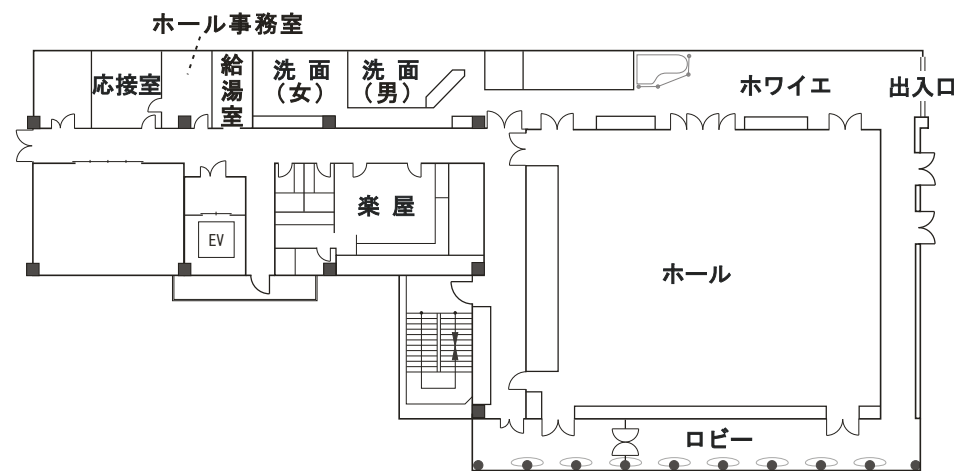 ホール事務室
応接室
給湯室
洗面
（女）
洗面
（男）
ホワイエ
出入口
楽屋
EV
ホール
ロビー